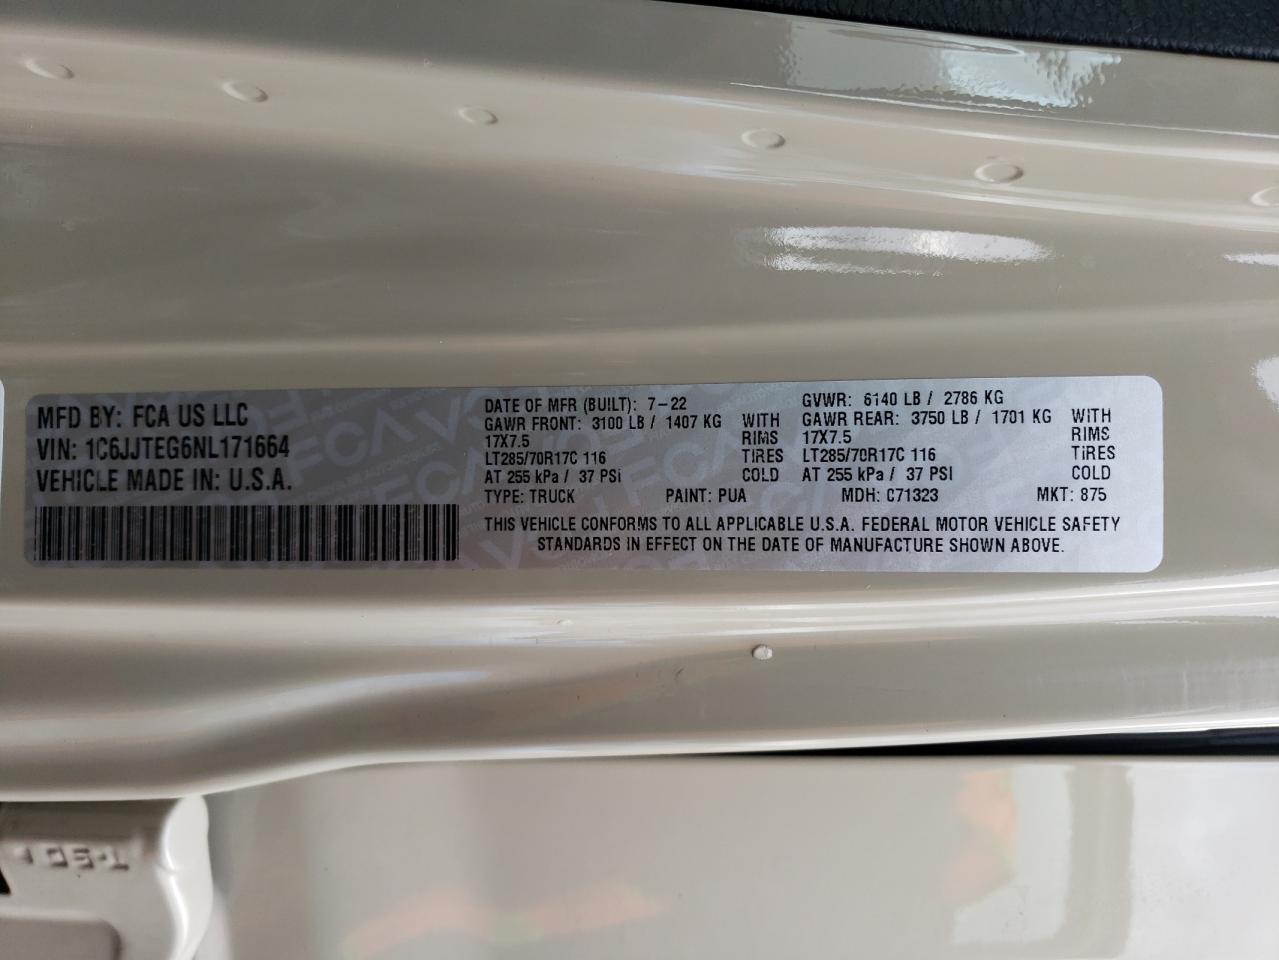 MFD BY: FCA US LLC
VIN: 1C6JJTEG6NL171664
VEHICLE MADE IN: U.S.A.
DATE OF MFR (BUILT): 7-22
GAWR FRONT: 3100 LB / 1407 KG WITH
17X7.5 RIMS
LT285/70R17C 116 TIRES
AT 255 kPa / 37 PSi COLD
GVWR: 6140 LB / 2786 KG
GAWR REAR: 3750 LB / 1701 KG WITH
17X7.5 RIMS
LT285/70R17C 116 TIRES
AT 255 kPa / 37 PSI COLD
TYPE: TRUCK PAINT: PUA MDH: C71323 MKT: 875
THIS VEHICLE CONFORMS TO ALL APPLICABLE U.S.A. FEDERAL MOTOR VEHICLE SAFETY
STANDARDS IN EFFECT ON THE DATE OF MANUFACTURE SHOWN ABOVE.